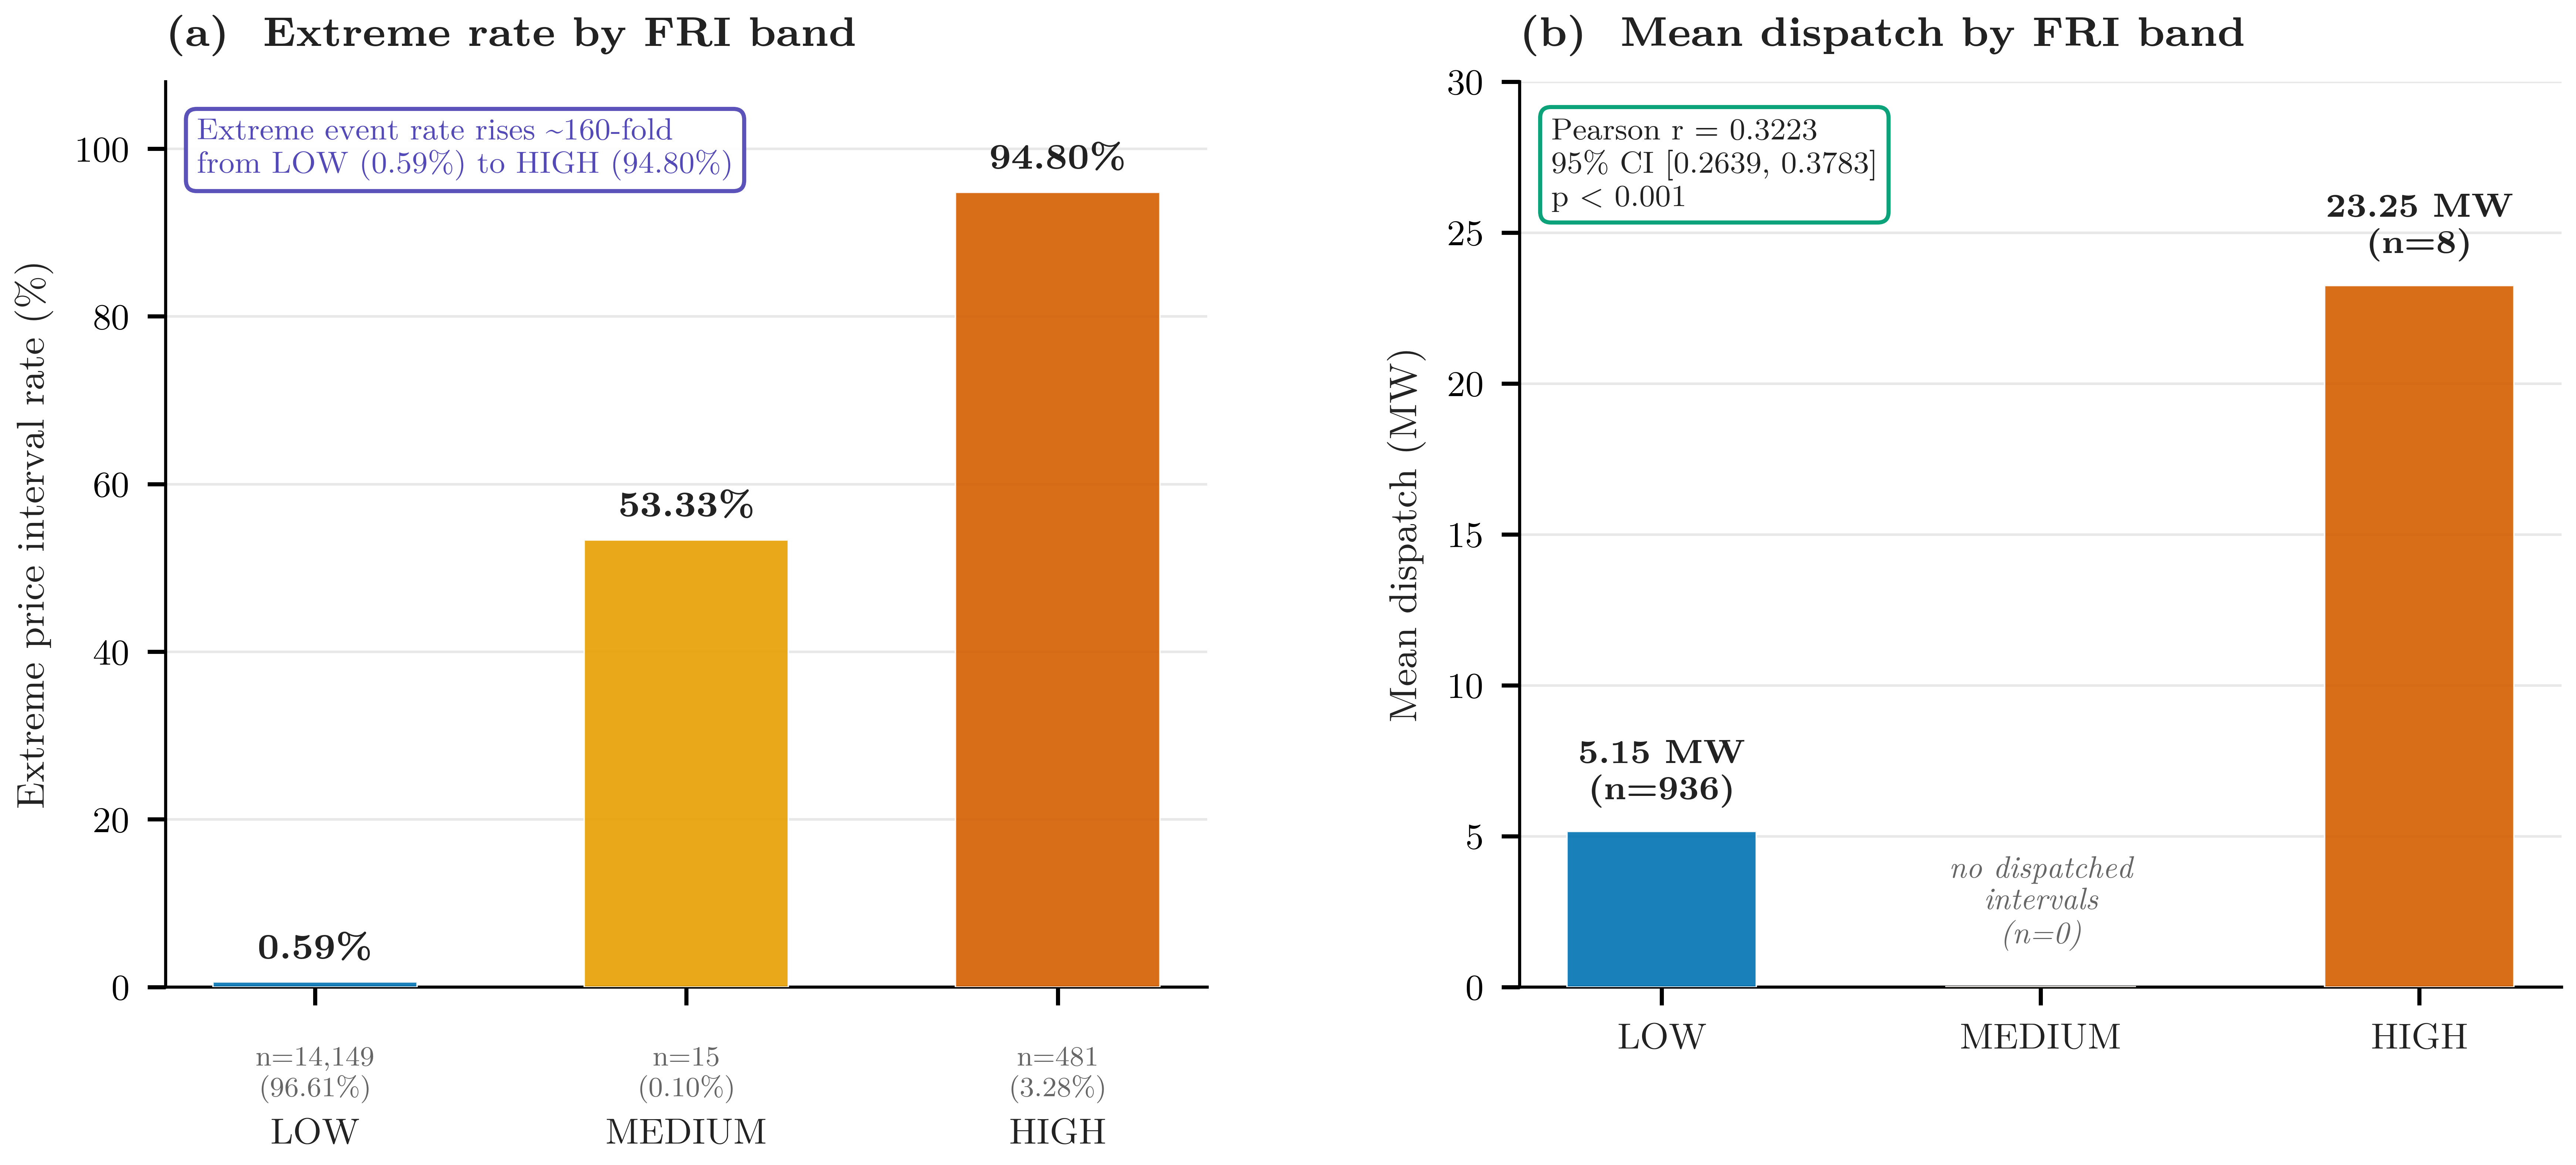 (a) Extreme rate by FRI band
Extreme price interval rate (%)
100
80
60
40
20
0
Extreme event rate rises ~160-fold
from LOW (0.59%) to HIGH (94.80%)
0.59%
53.33%
94.80%
n=14,149
(96.61%)
LOW
n=15
(0.10%)
MEDIUM
n=481
(3.28%)
HIGH
(b) Mean dispatch by FRI band
Mean dispatch (MW)
30
25
20
15
10
5
0
Pearson r = 0.3223
95% CI [0.2639, 0.3783]
p < 0.001
5.15 MW
(n=936)
no dispatched
intervals
(n=0)
23.25 MW
(n=8)
LOW
MEDIUM
HIGH